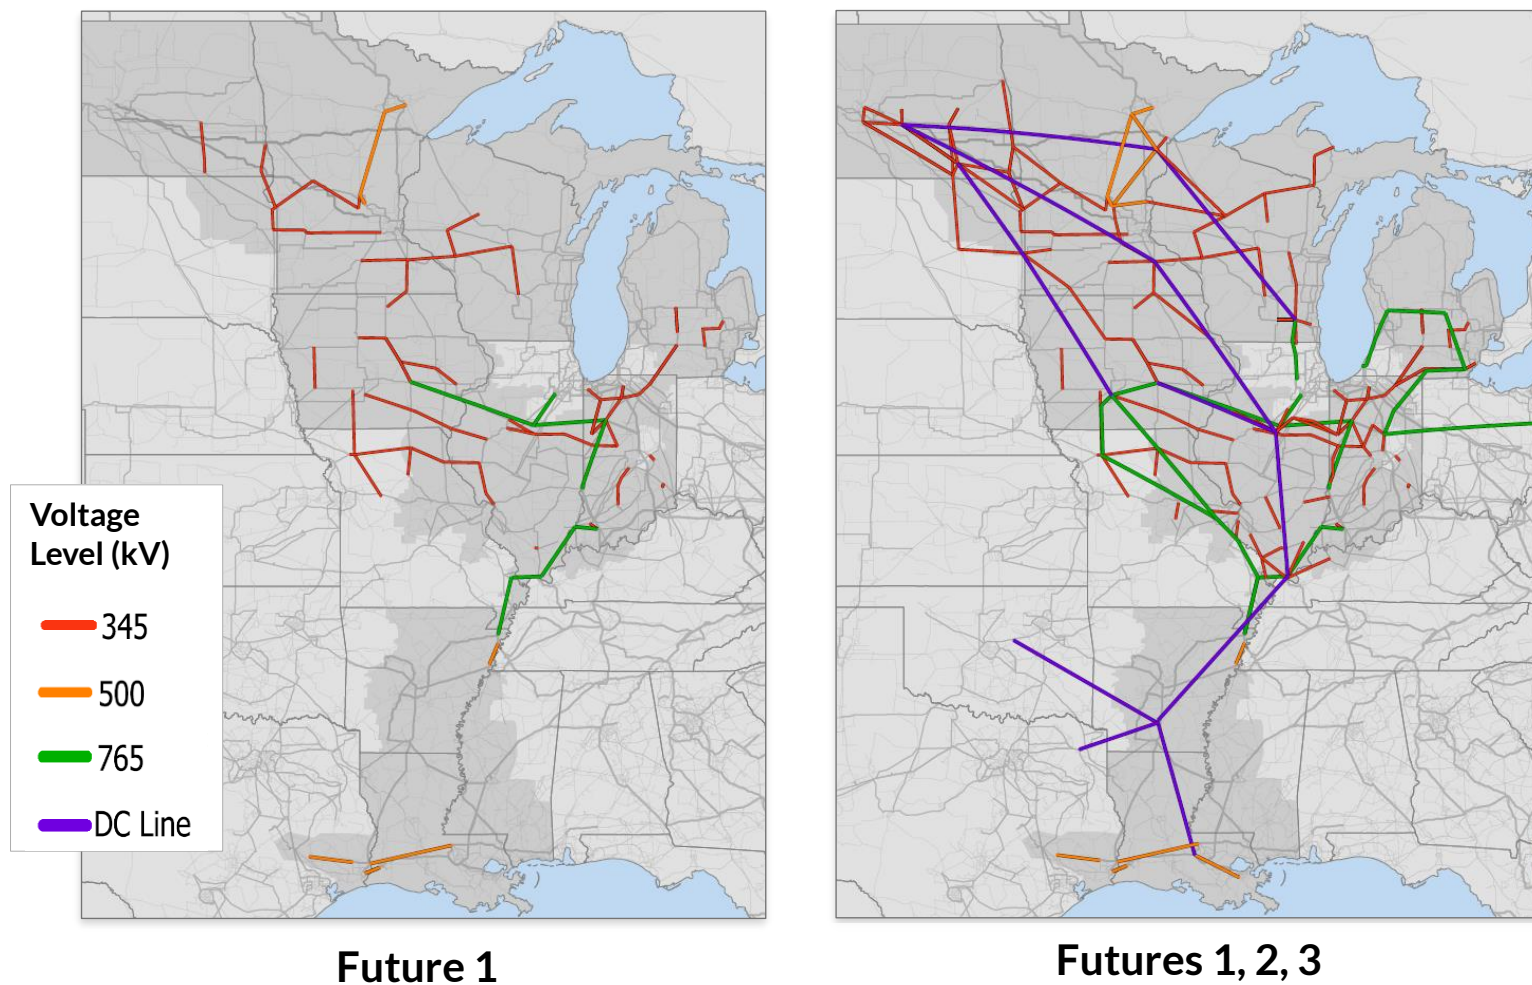 Voltage
Level (kV)
345
500
765
DC Line
Future 1
Futures 1, 2, 3